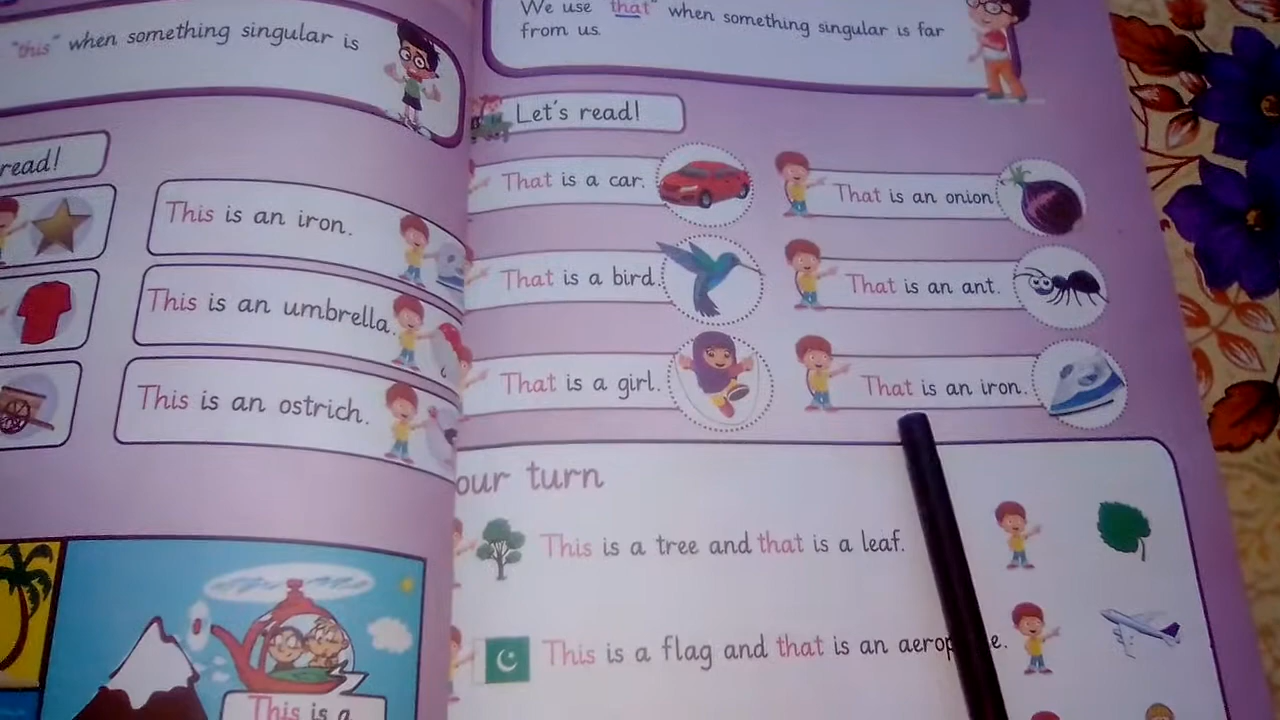 "this" when something singular is
read!
This is an iron.
This is an umbrella.
This is an ostrich.
This is a
We use "that" when something singular is far
from us.
Let's read!
That is a car.
That is an onion
That is a bird.
That is an ant.
That is a girl.
That is an iron.
our turn
This is a tree and that is a leaf.
This is a flag and that is an